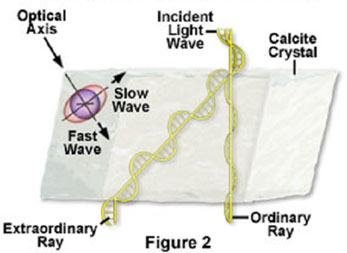 Optical
Axis
Incident
Light
Wave
Calcite
Crystal
Slow
Wave
Fast
Wave
Extraordinary
Ray
Figure 2
Ordinary
Ray